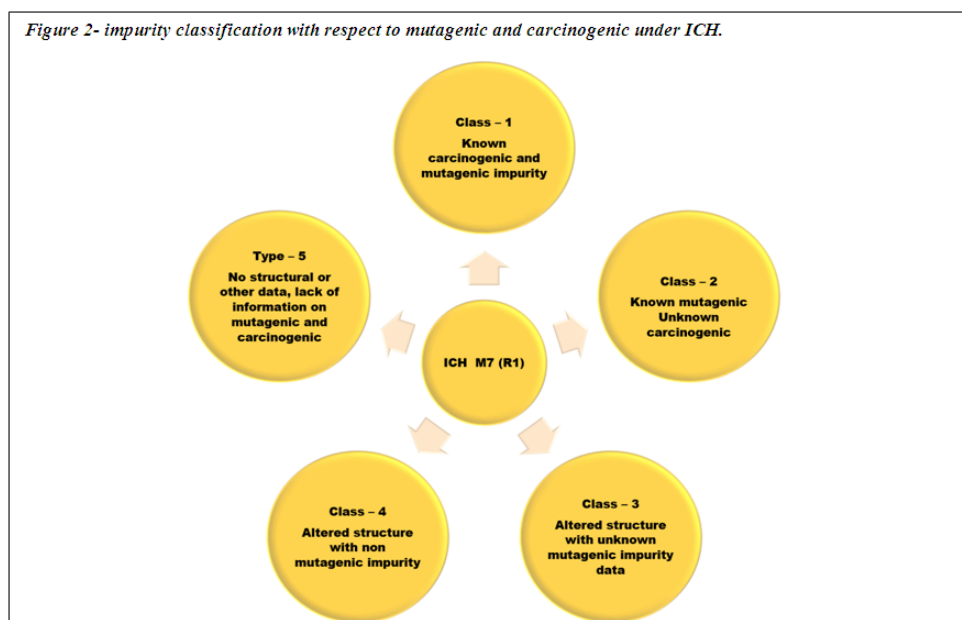 Figure 2- impurity classification with respect to mutagenic and carcinogenic under ICH.
Class – 1
Known
carcinogenic and
mutagenic impurity
Type – 5
No structural or
other data, lack of
information on
mutagenic and
carcinogenic
Class – 2
Known mutagenic
Unknown
carcinogenic
ICH M7 (R1)
Class – 4
Altered structure
with non
mutagenic impurity
Class – 3
Altered structure
with unknown
mutagenic impurity
data